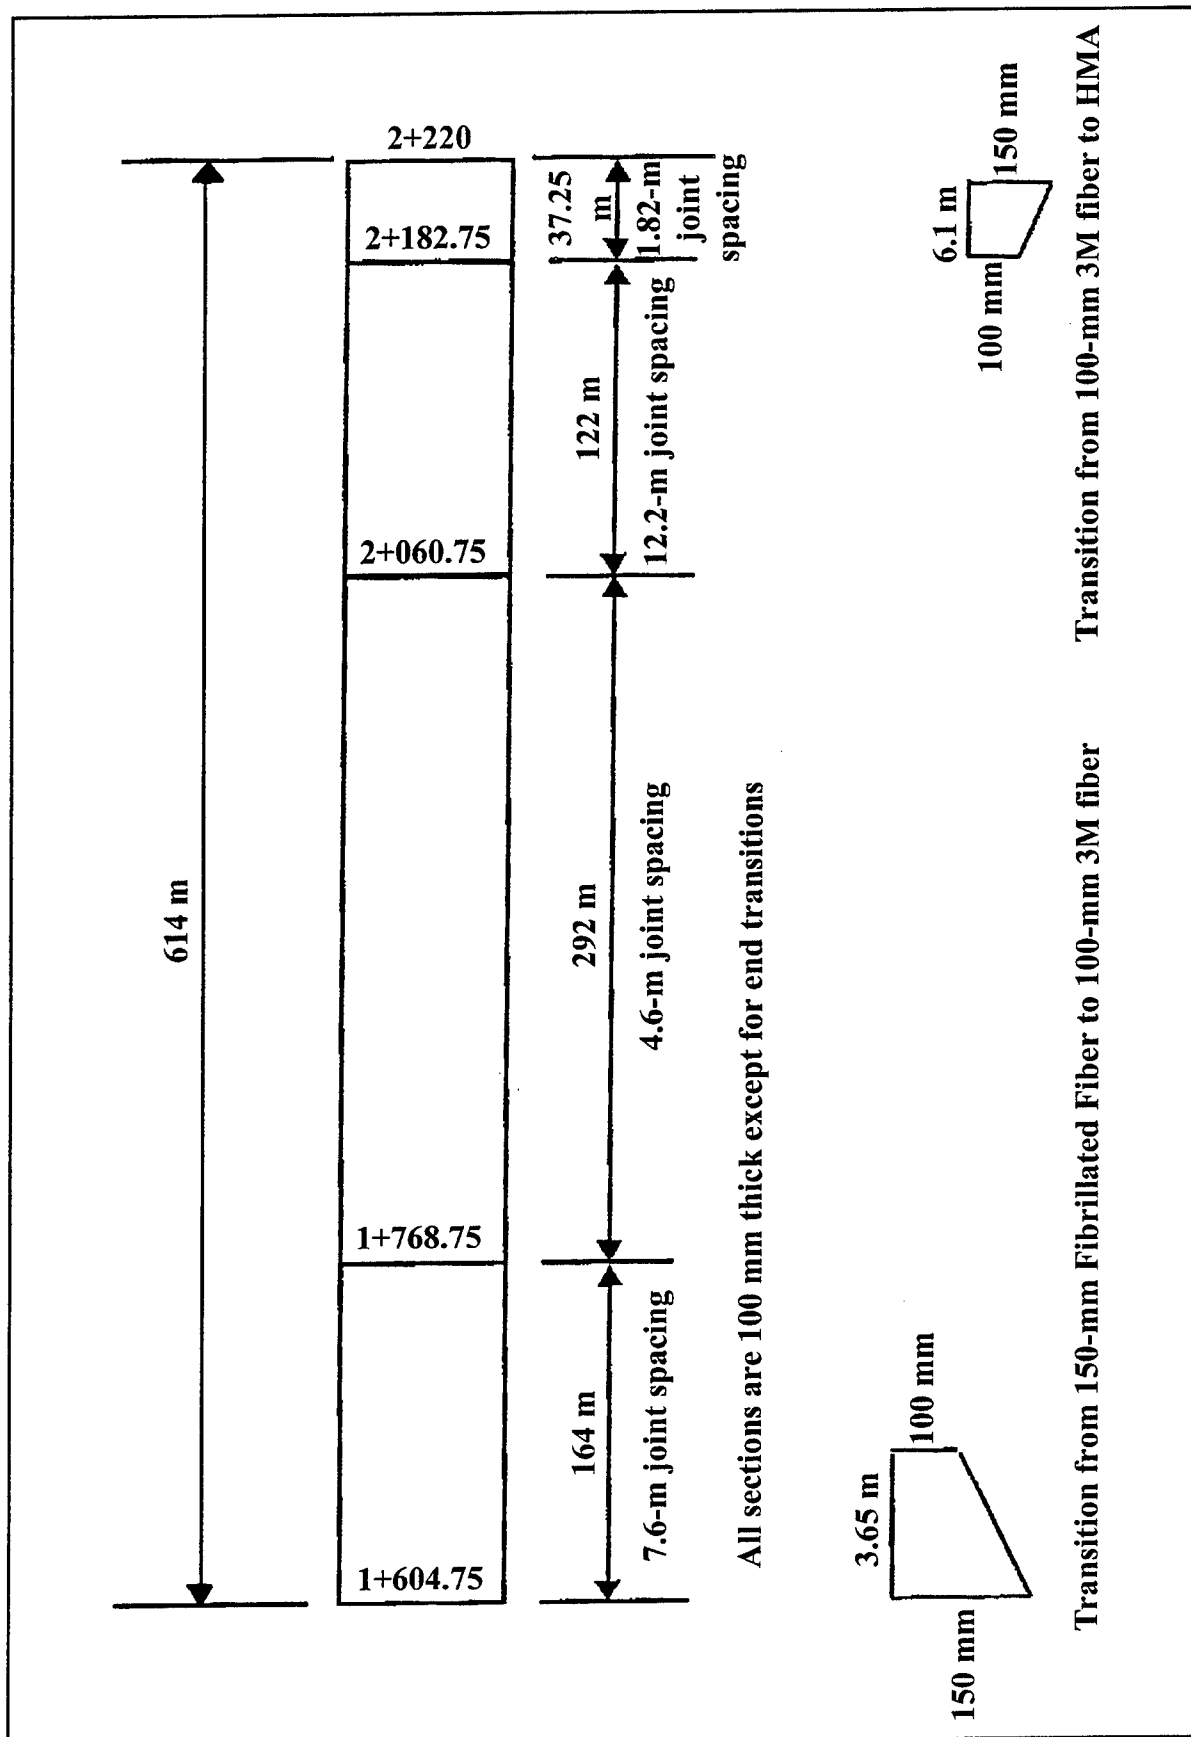 614 m
1+604.75
1+768.75
2+060.75
2+182.75
2+220
164 m
7.6-m joint spacing
292 m
4.6-m joint spacing
122 m
12.2-m joint spacing
37.25
m
1.82-m
joint
spacing
All sections are 100 mm thick except for end transitions
3.65 m
150 mm
100 mm
Transition from 150-mm Fibrillated Fiber to 100-mm 3M fiber
6.1 m
100 mm
150 mm
Transition from 100-mm 3M fiber to HMA